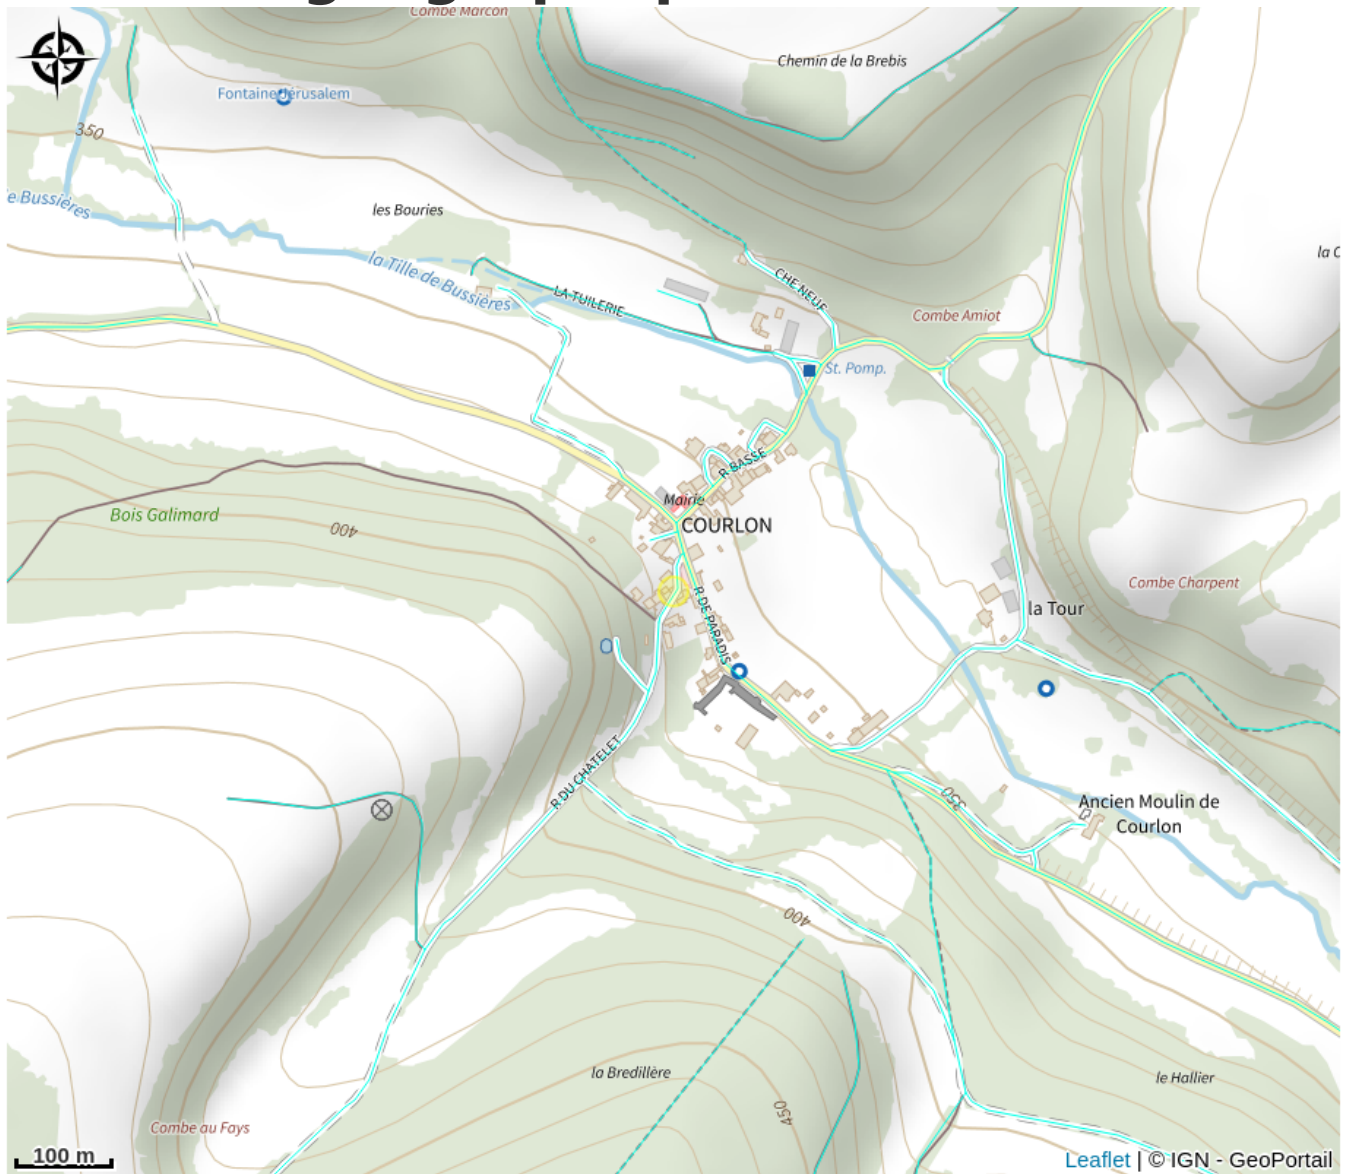 Combe Marcon
Chemin de la Brebis
Fontaine Jérusalem
350
e Bussières
les Bouries
la C
la Tille de Bussières
LA TUILERIE
CHE NEUF
Combe Amiot
St. Pomp.
R BASSE
Mairie
COURLON
Bois Galimard
400
Combe Charpent
R DE PARADIS
la Tour
R DU CHATELET
350
Ancien Moulin de
Courlon
400
la Bredillère
450
le Hallier
Combe au Fays
100 m
Leaflet | © IGN - GeoPortail